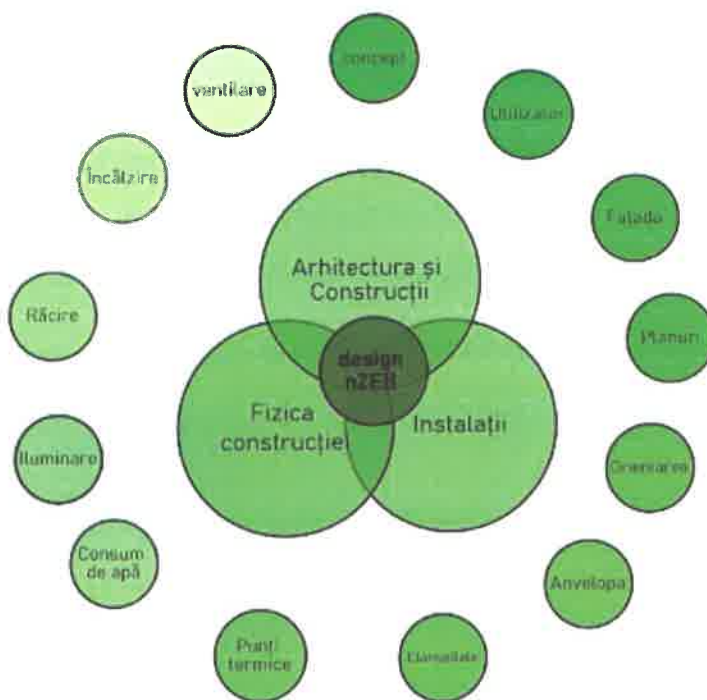 concept
ventilare
Utilizator
Încălzire
Fațada
Arhitectura și
Construcții
Răcire
Planuri
design
nZEB
Fizica
construcției
Instalații
Iluminare
Orientarea
Consum
de apă
Anvelopa
Punți
termice